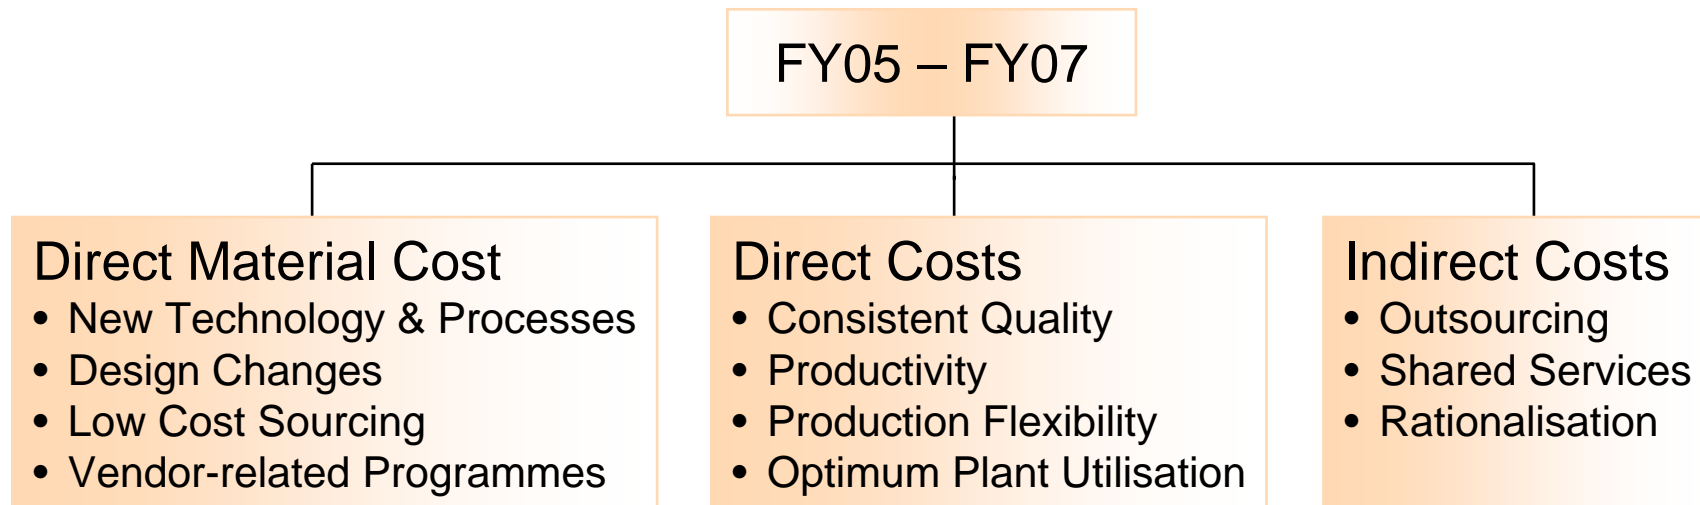 FY05 – FY07
Direct Material Cost
• New Technology & Processes
• Design Changes
• Low Cost Sourcing
• Vendor-related Programmes
Direct Costs
• Consistent Quality
• Productivity
• Production Flexibility
• Optimum Plant Utilisation
Indirect Costs
• Outsourcing
• Shared Services
• Rationalisation